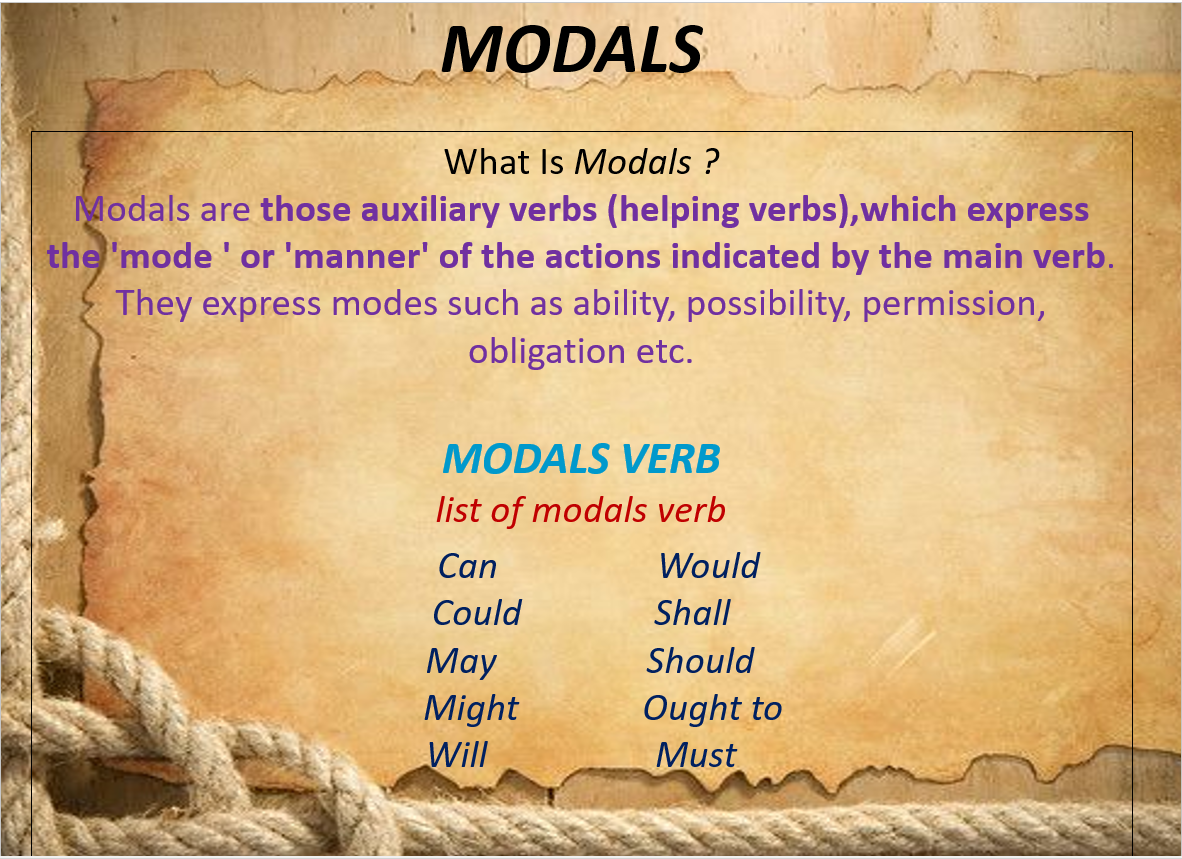 MODALS
What Is Modals ?
Modals are those auxiliary verbs (helping verbs),which express
the 'mode ' or 'manner' of the actions indicated by the main verb.
They express modes such as ability, possibility, permission,
obligation etc.
MODALS VERB
list of modals verb
Can Would
Could Shall
May Should
Might Ought to
Will Must